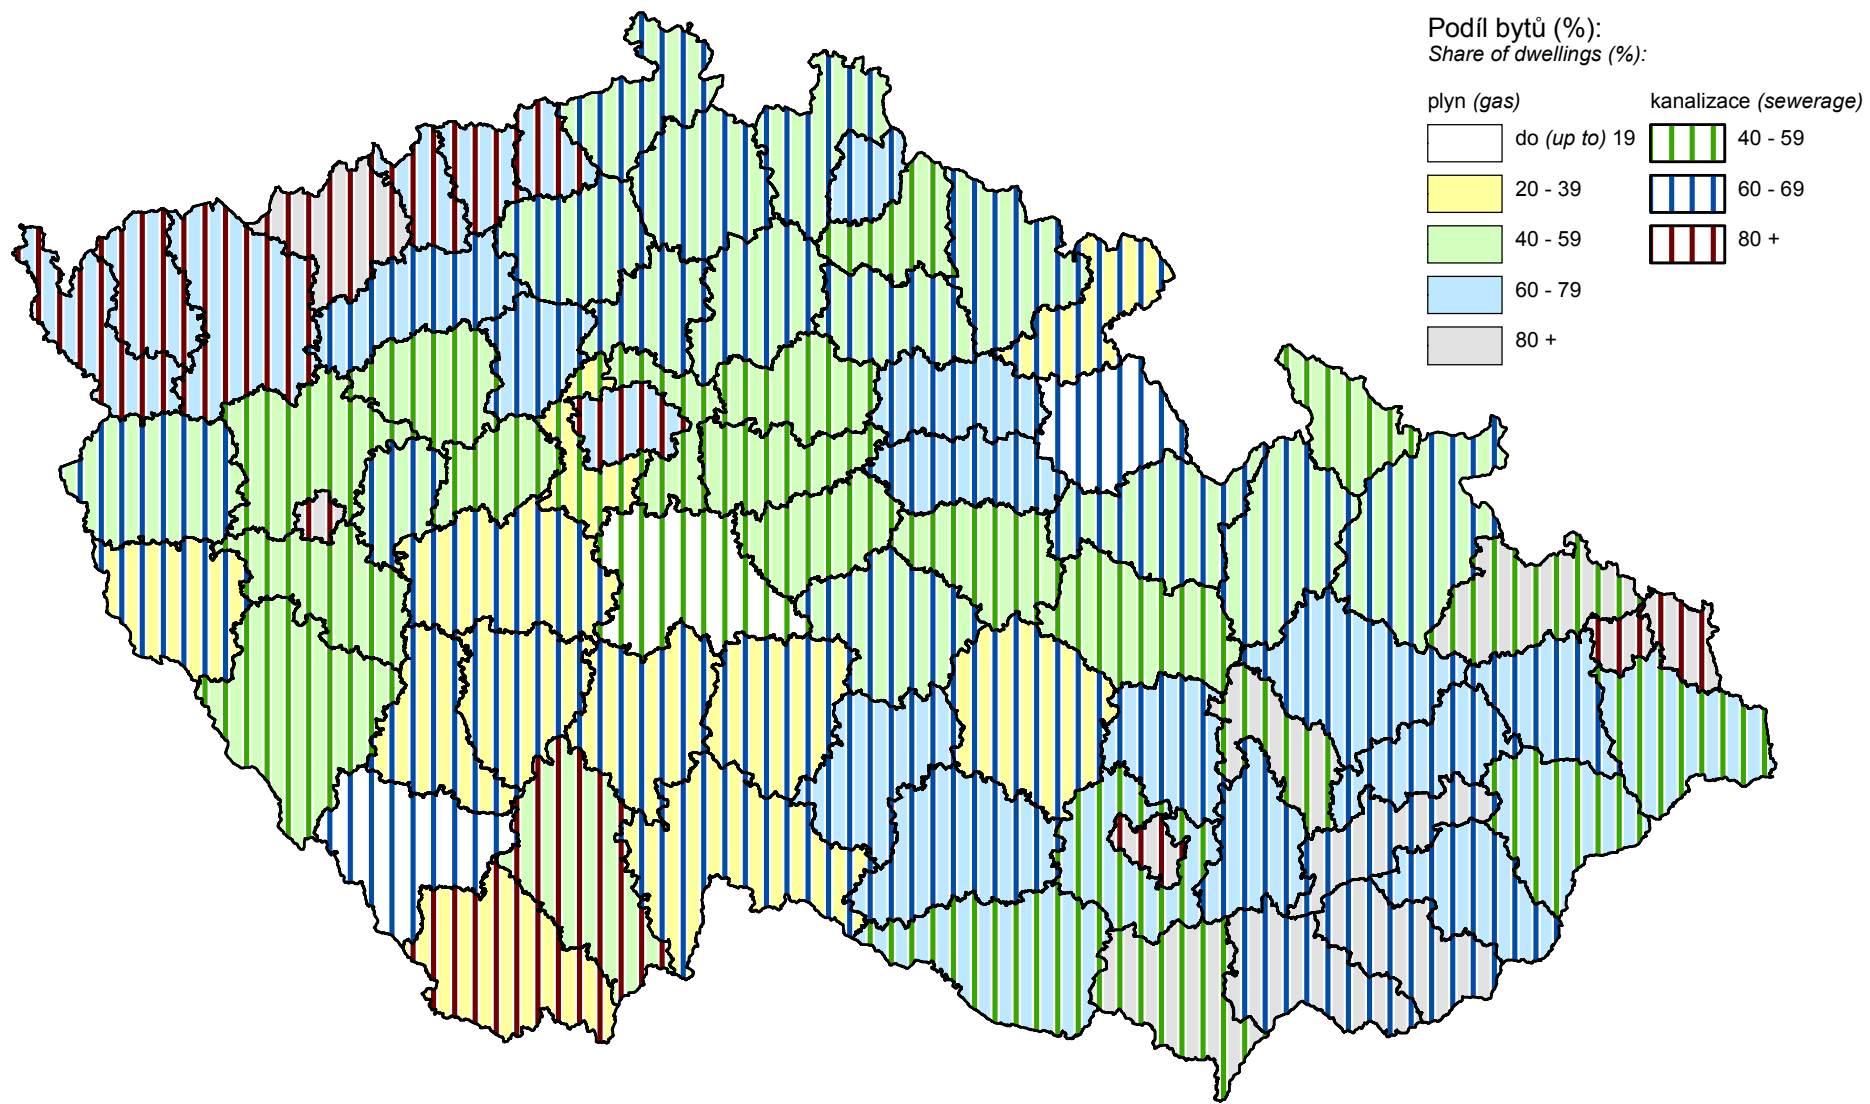 Podíl bytů (%):
Share of dwellings (%):
plyn (gas)
do (up to) 19
20 - 39
40 - 59
60 - 79
80 +
kanalizace (sewerage)
40 - 59
60 - 69
80 +